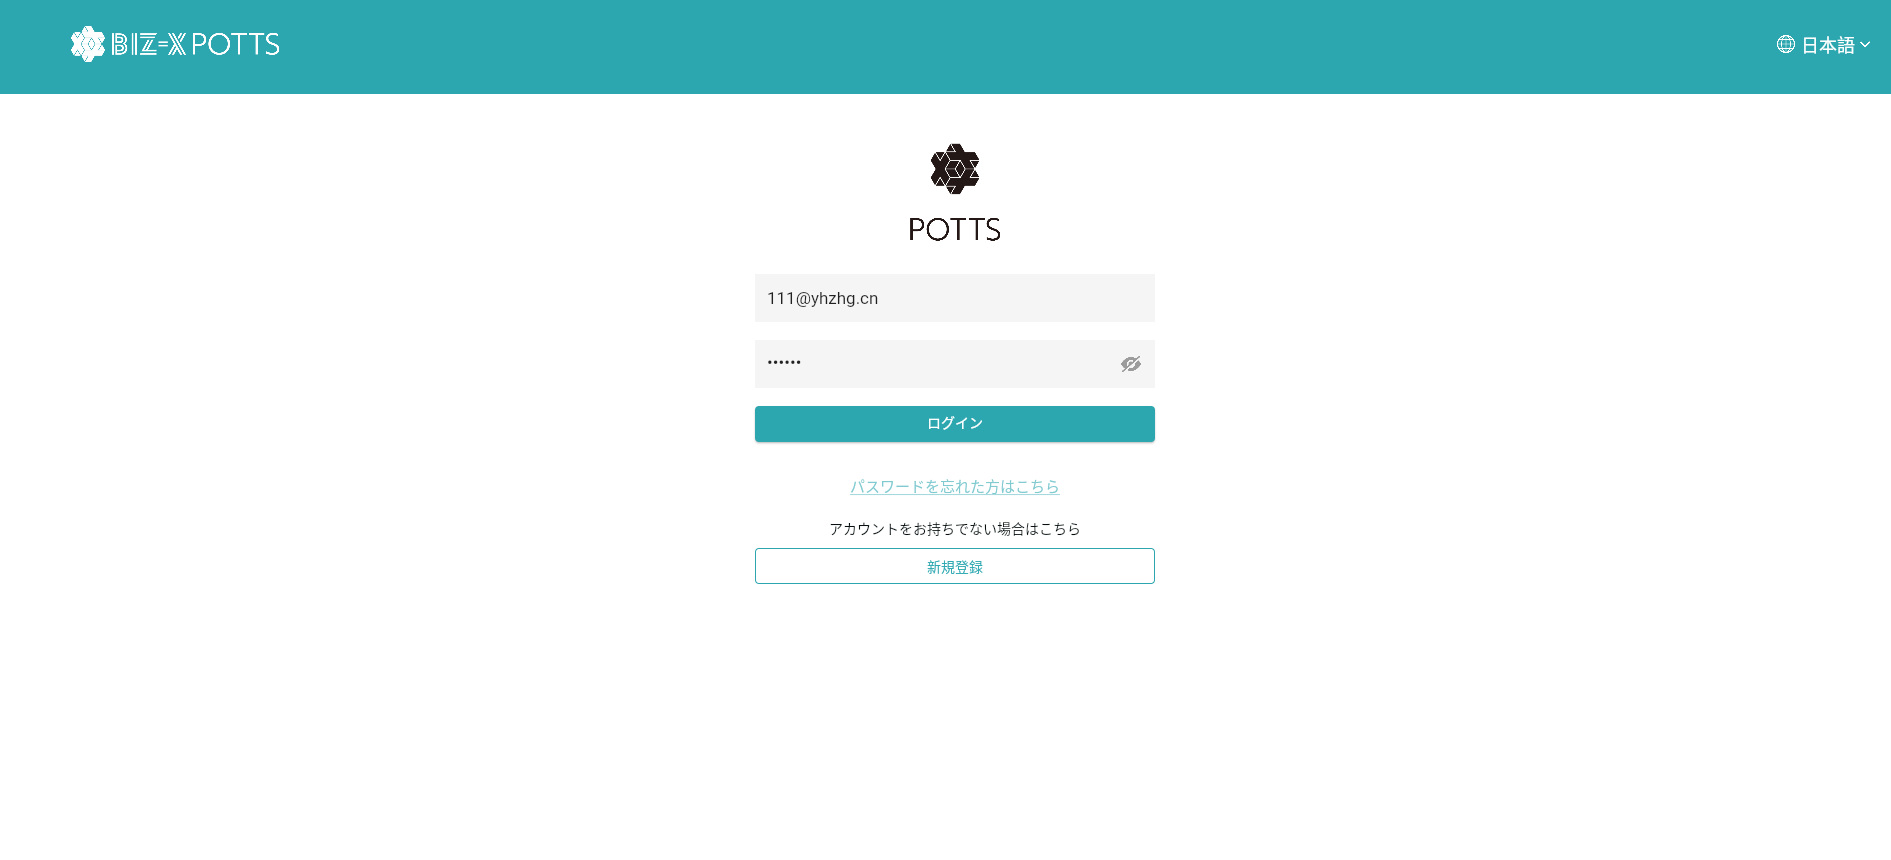 BIZ-X POTTS
日本語
POTTS
111@yhzhg.cn
••••••
ログイン
パスワードを忘れた方はこちら
アカウントをお持ちでない場合はこちら
新規登録